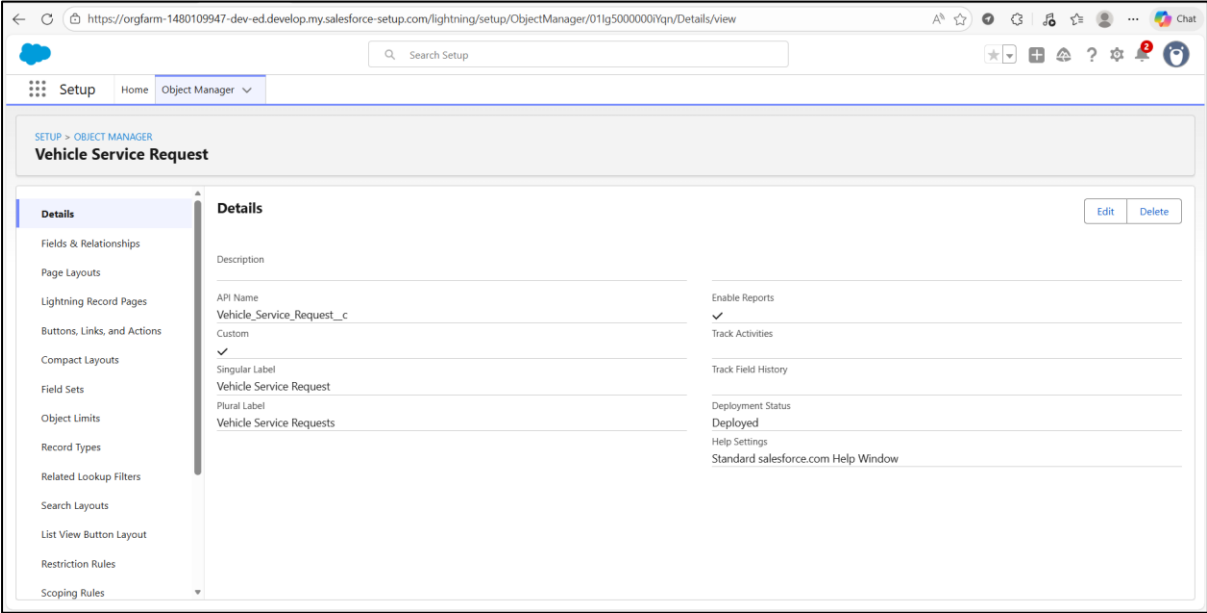 https://orgfarm-1480109947-dev-ed.develop.my.salesforce-setup.com/lightning/setup/ObjectManager/01Ig5000000iYqn/Details/view
Chat
Search Setup
2
Setup Home Object Manager
SETUP > OBJECT MANAGER
Vehicle Service Request
Details
Fields & Relationships
Page Layouts
Lightning Record Pages
Buttons, Links, and Actions
Compact Layouts
Field Sets
Object Limits
Record Types
Related Lookup Filters
Search Layouts
List View Button Layout
Restriction Rules
Scoping Rules
Details
Edit Delete
Description
API Name
Vehicle_Service_Request__c
Custom
Singular Label
Vehicle Service Request
Plural Label
Vehicle Service Requests
Enable Reports
Track Activities
Track Field History
Deployment Status
Deployed
Help Settings
Standard salesforce.com Help Window